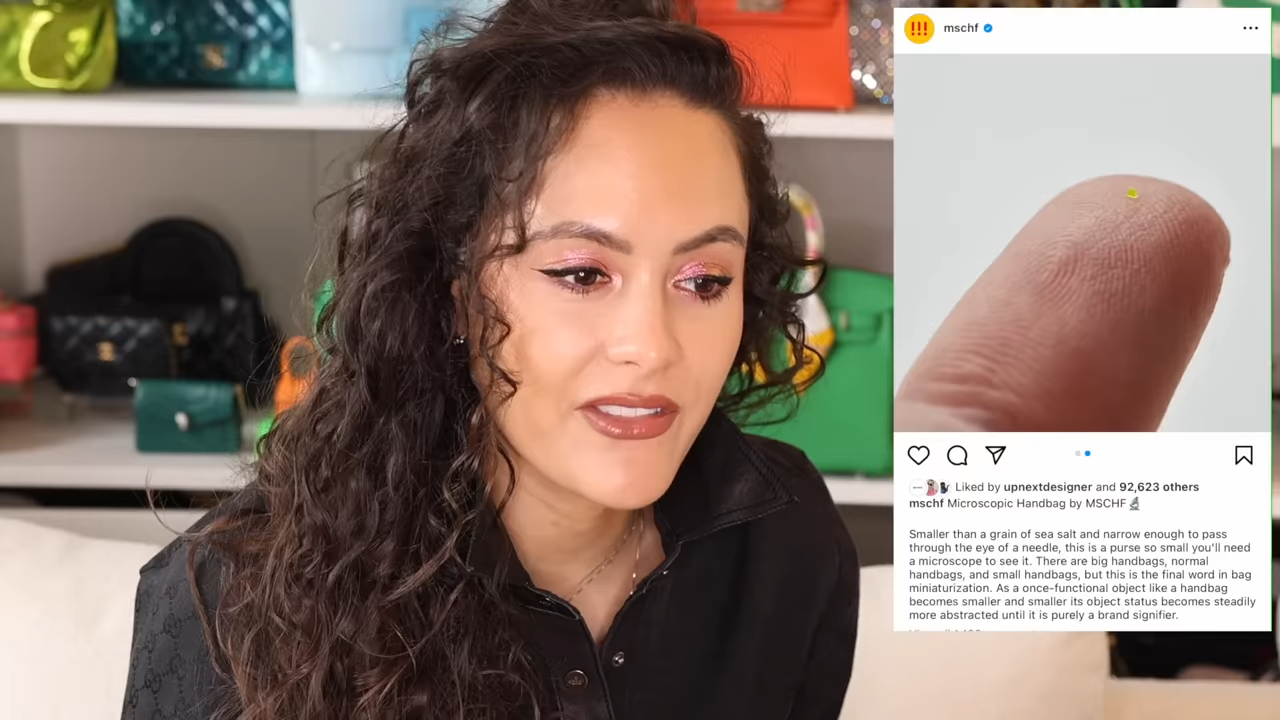 !!!
mschf
Liked by upnextdesigner and 92,623 others
mschf Microscopic Handbag by MSCHF
Smaller than a grain of sea salt and narrow enough to pass
through the eye of a needle, this is a purse so small you'll need
a microscope to see it. There are big handbags, normal
handbags, and small handbags, but this is the final word in bag
miniaturization. As a once-functional object like a handbag
becomes smaller and smaller its object status becomes steadily
more abstracted until it is purely a brand signifier.